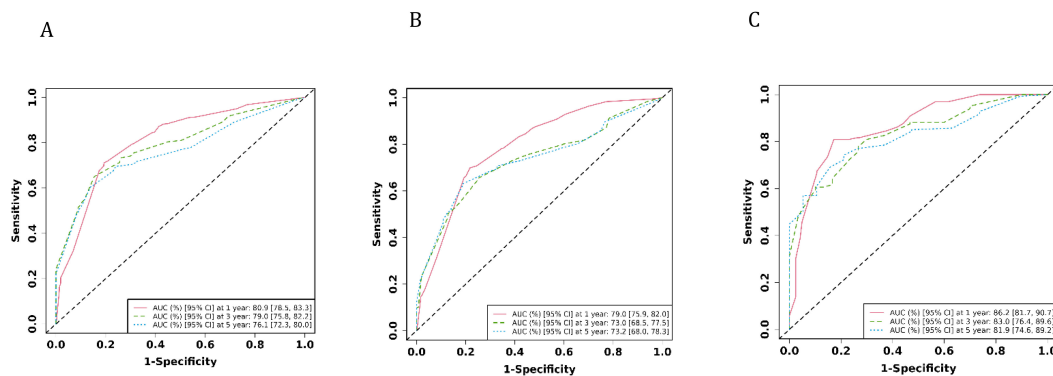 A
B
C
Sensitivity
0.0 0.2 0.4 0.6 0.8 1.0
AUC (%) [95% CI] at 1 year: 80.9 [78.5, 83.3]
AUC (%) [95% CI] at 3 year: 79.0 [75.8, 82.2]
AUC (%) [95% CI] at 5 year: 76.1 [72.3, 80.0]
0.0 0.2 0.4 0.6 0.8 1.0
1-Specificity
Sensitivity
0.0 0.2 0.4 0.6 0.8 1.0
AUC (%) [95% CI] at 1 year: 79.0 [75.9, 82.0]
AUC (%) [95% CI] at 3 year: 73.0 [68.5, 77.5]
AUC (%) [95% CI] at 5 year: 73.2 [68.0, 78.3]
0.0 0.2 0.4 0.6 0.8 1.0
1-Specificity
Sensitivity
0.0 0.2 0.4 0.6 0.8 1.0
AUC (%) [95% CI] at 1 year: 86.2 [81.7, 90.7]
AUC (%) [95% CI] at 3 year: 83.0 [76.4, 89.6]
AUC (%) [95% CI] at 5 year: 81.9 [74.6, 89.2]
0.0 0.2 0.4 0.6 0.8 1.0
1-Specificity